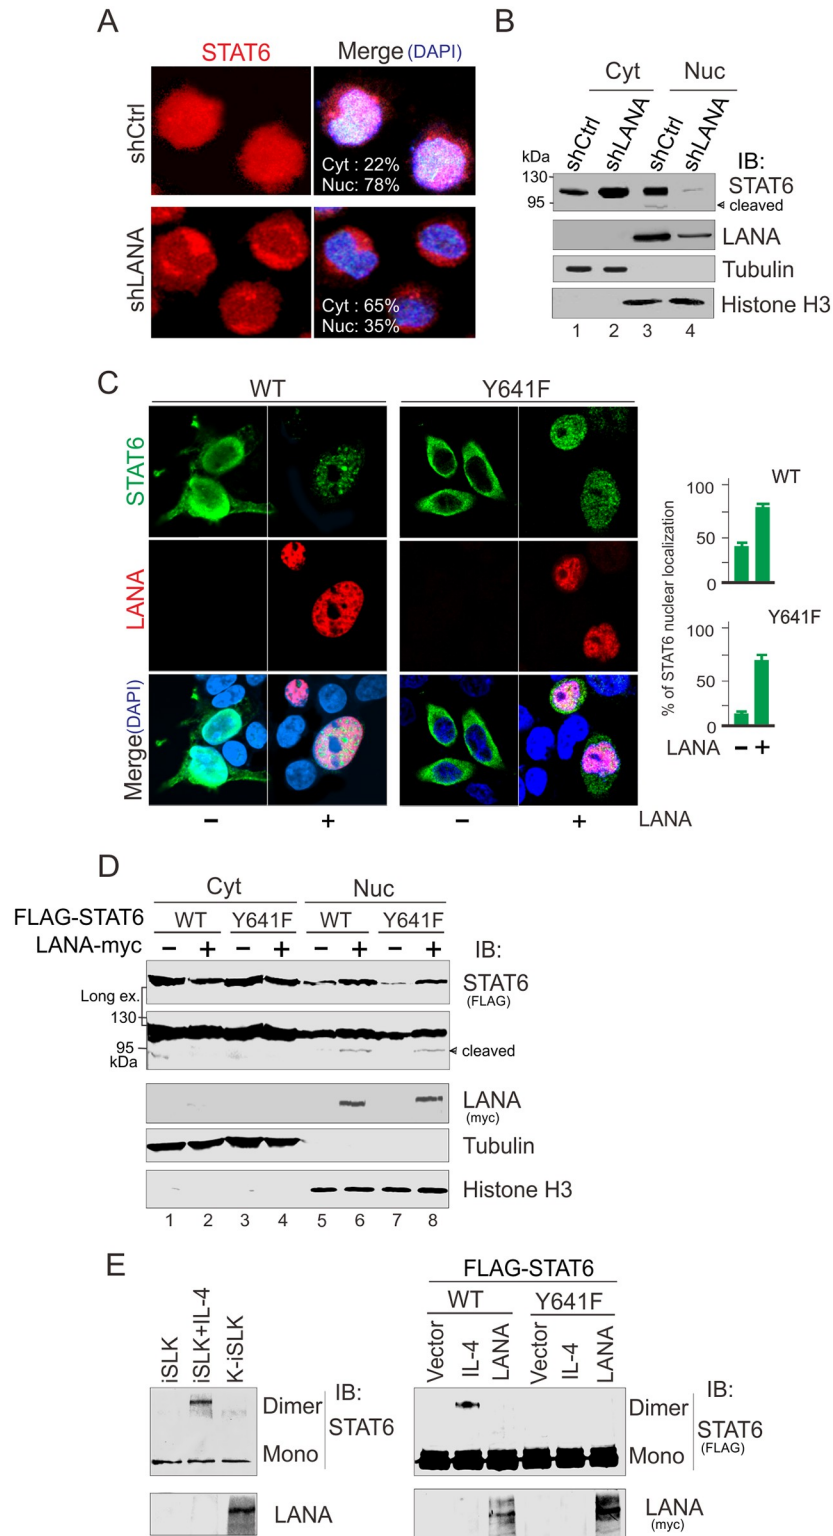 A
STAT6
Merge (DAPI)
shCtrl
Cyt : 22%
Nuc: 78%
shLANA
Cyt : 65%
Nuc: 35%
B
Cyt Nuc
shCtrl shLANA shCtrl shLANA
kDa
IB:
130
STAT6
95
cleaved
LANA
Tubulin
Histone H3
1 2 3 4
C
WT Y641F
STAT6
LANA
Merge(DAPI)
− + − + LANA
% of STAT6 nuclear localization
WT
100
50
0
Y641F
100
50
0
LANA − +
D
Cyt Nuc
FLAG-STAT6 WT Y641F WT Y641F
LANA-myc − + − + − + − + IB:
STAT6
(FLAG)
Long ex.
130
95
kDa
cleaved
LANA
(myc)
Tubulin
Histone H3
1 2 3 4 5 6 7 8
E
iSLK iSLK+IL-4 K-iSLK
IB:
Dimer
STAT6
Mono
LANA
FLAG-STAT6
WT Y641F
Vector IL-4 LANA Vector IL-4 LANA
IB:
Dimer
STAT6
(FLAG)
Mono
LANA
(myc)